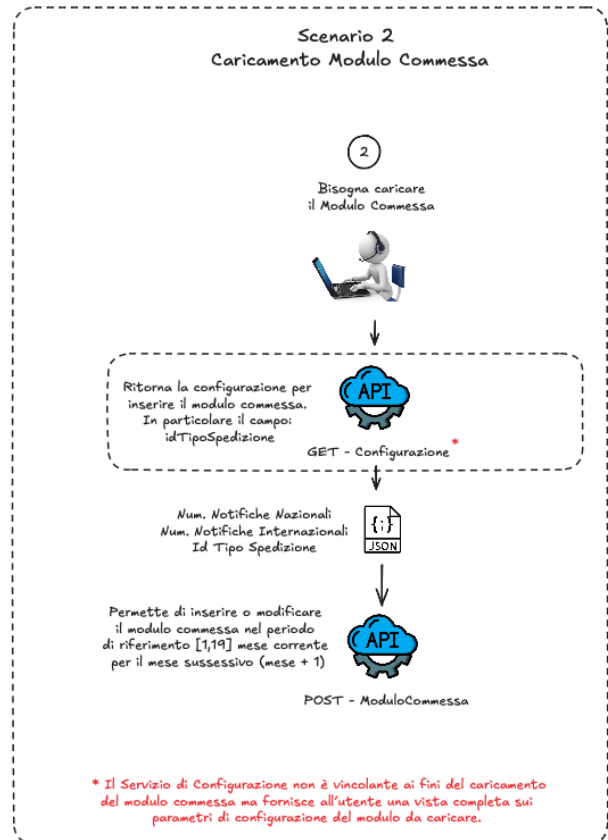 Scenario 2
Caricamento Modulo Commessa
2
Bisogna caricare
il Modulo Commessa
Ritorna la configurazione per
inserire il modulo commessa.
In particolare il campo:
idTipoSpedizione
API
GET - Configurazione *
Num. Notifiche Nazionali
Num. Notifiche Internazionali
Id Tipo Spedizione
{;}
JSON
Permette di inserire o modificare
il modulo commessa nel periodo
di riferimento [1,19] mese corrente
per il mese sussessivo (mese + 1)
API
POST - ModuloCommessa
* Il Servizio di Configurazione non è vincolante ai fini del caricamento
del modulo commessa ma fornisce all'utente una vista completa sui
parametri di configurazione del modulo da caricare.